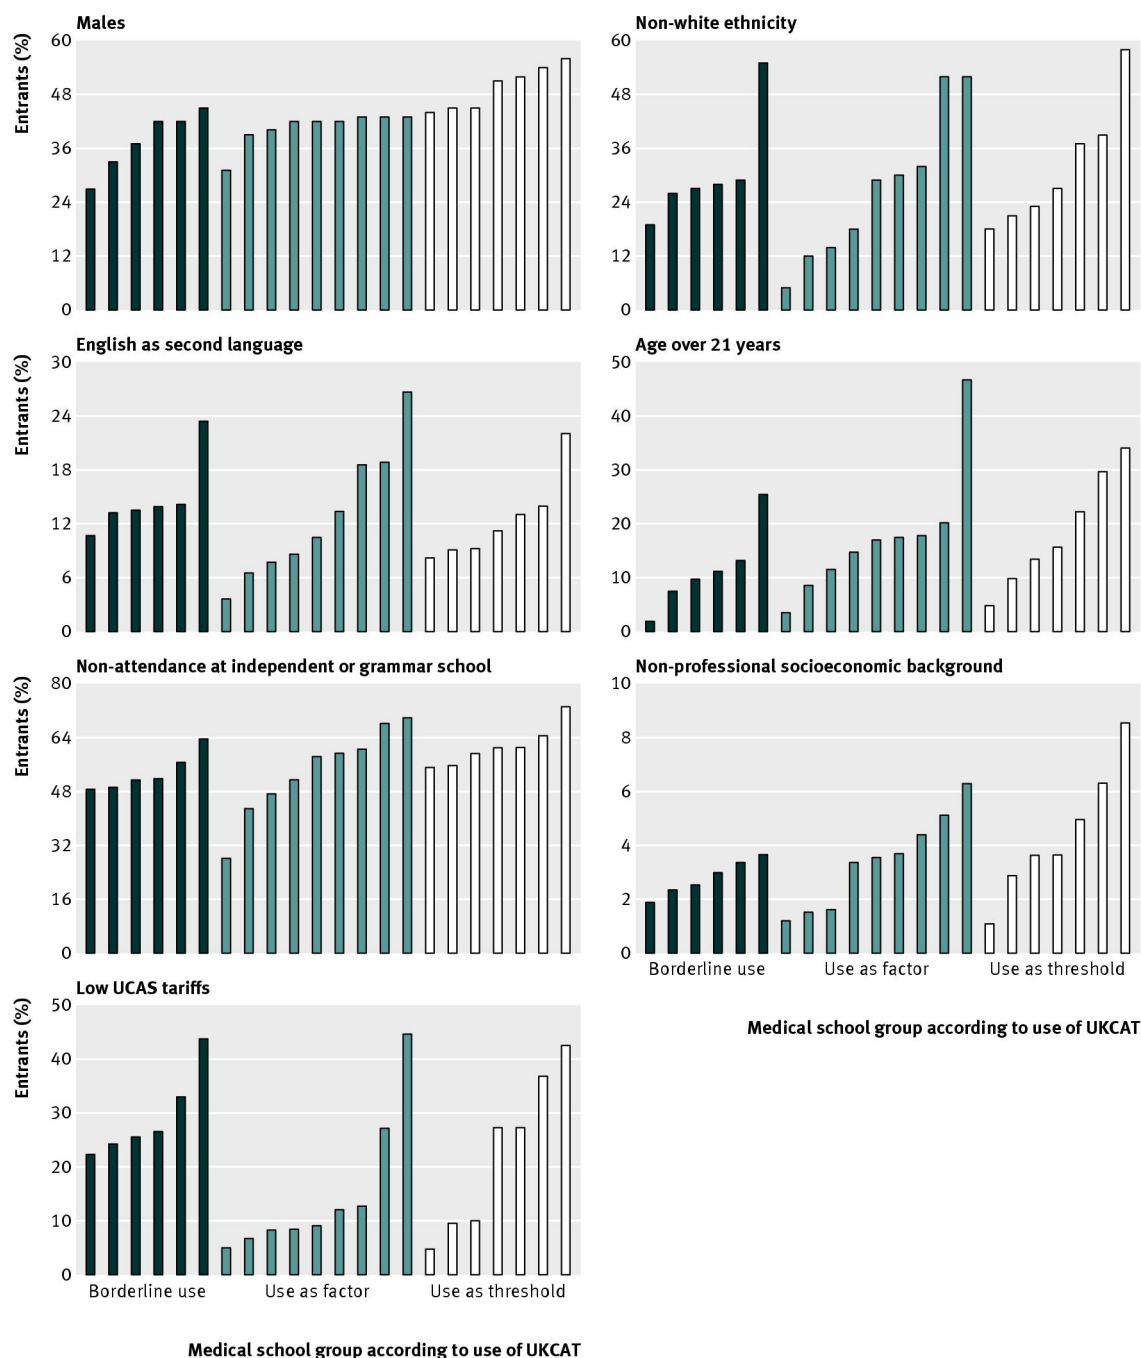 Males
Entrants (%)
60
48
36
24
12
0
Non-white ethnicity
60
48
36
24
12
0
English as second language
Entrants (%)
30
24
18
12
6
0
Age over 21 years
50
40
30
20
10
0
Non-attendance at independent or grammar school
Entrants (%)
80
64
48
32
16
0
Non-professional socioeconomic background
10
8
6
4
2
0
Borderline use Use as factor Use as threshold
Medical school group according to use of UKCAT
Low UCAS tariffs
Entrants (%)
50
40
30
20
10
0
Borderline use Use as factor Use as threshold
Medical school group according to use of UKCAT